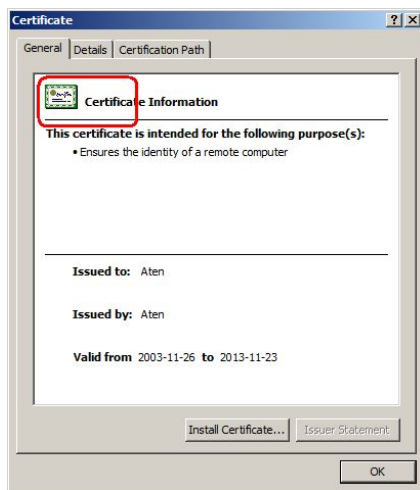 Certificate
General Details Certification Path
Certificate Information
This certificate is intended for the following purpose(s):
• Ensures the identity of a remote computer
Issued to: Aten
Issued by: Aten
Valid from 2003-11-26 to 2013-11-23
Install Certificate... Issuer Statement
OK